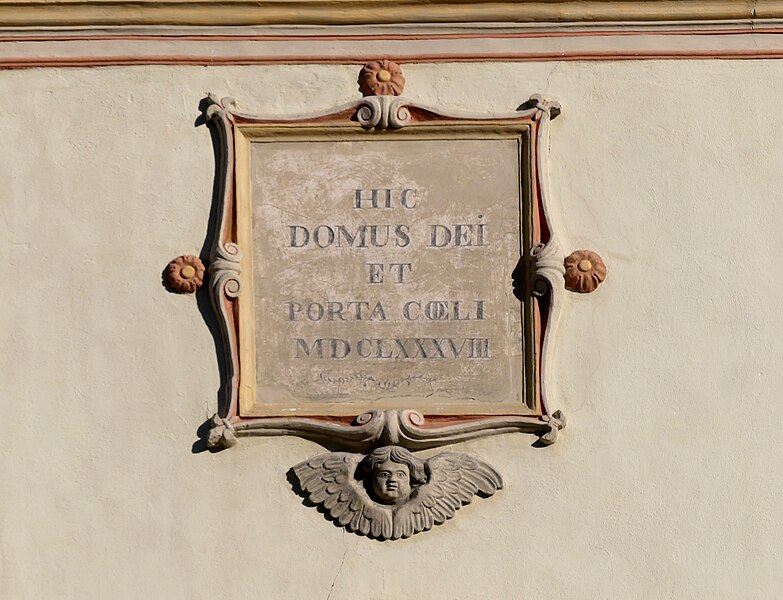 HIC
DOMUS DEİ
ET
PORTA CŒLI
MDCLXXXVIII